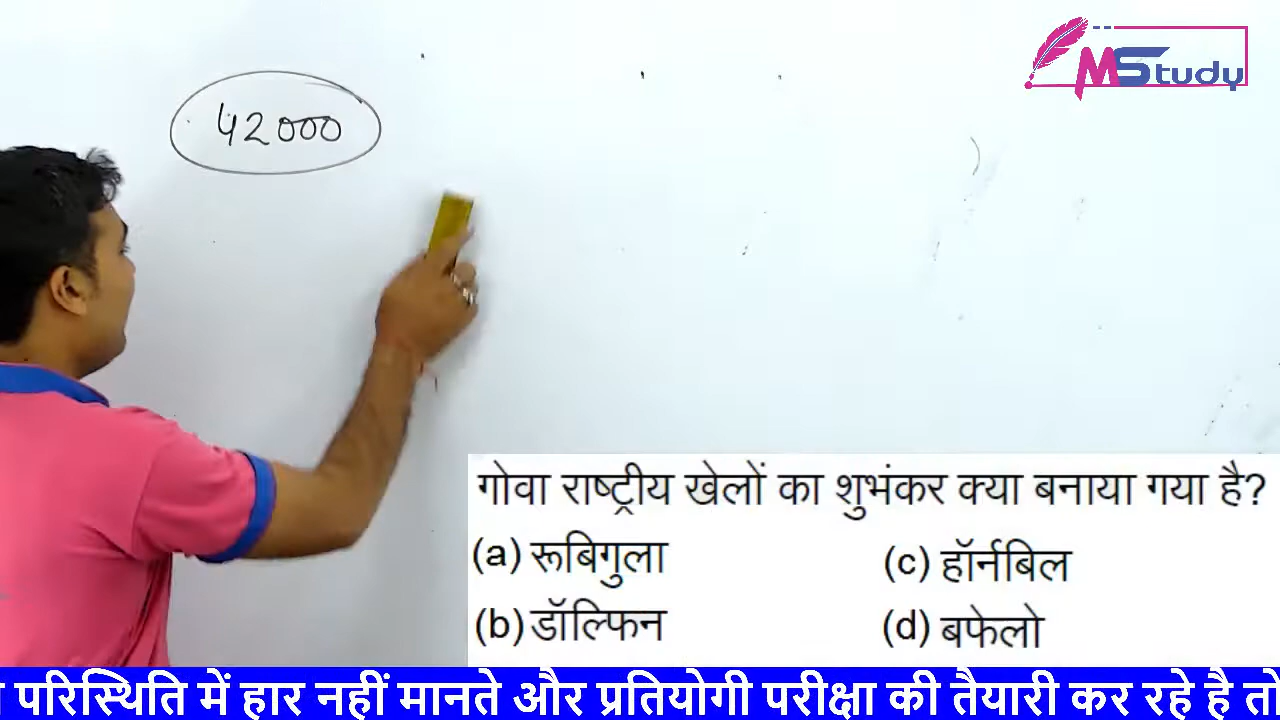 MStudy
42000
गोवा राष्ट्रीय खेलों का शुभंकर क्या बनाया गया है?
(a) रूबिगुला
(c) हॉर्नबिल
(b) डॉल्फिन
(d) बफेलो
परिस्थिति में हार नहीं मानते और प्रतियोगी परीक्षा की तैयारी कर रहे है तो